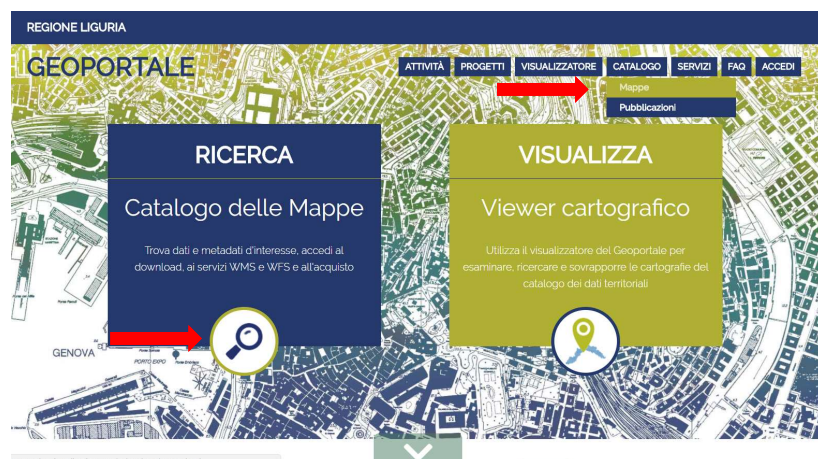 REGIONE LIGURIA
GEOPORTALE
ATTIVITÀ PROGETTI VISUALIZZATORE CATALOGO SERVIZI FAQ ACCEDI
Mappe
Pubblicazioni
RICERCA
Catalogo delle Mappe
Trova dati e metadati d'interesse, accedi al
download, ai servizi WMS e WFS e all'acquisto
VISUALIZZA
Viewer cartografico
Utilizza il visualizzatore del Geoportale per
esaminare, ricercare e sovrapporre le cartografie del
catalogo dei dati territoriali
GENOVA
PORTO EXPO